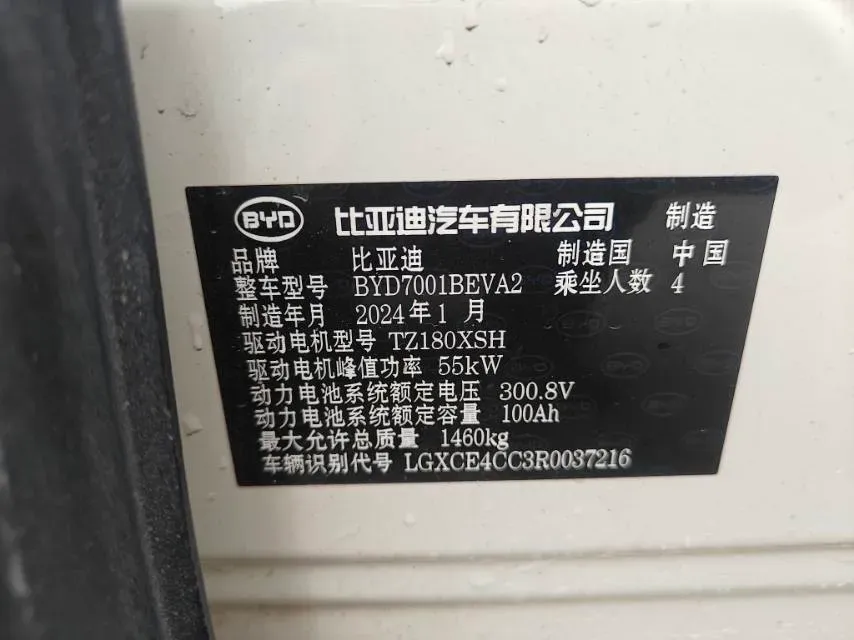 BYD 比亚迪汽车有限公司 制造
品牌 比亚迪 制造国 中国
整车型号 BYD7001BEVA2 乘坐人数 4
制造年月 2024年1月
驱动电机型号 TZ180XSH
驱动电机峰值功率 55kW
动力电池系统额定电压 300.8V
动力电池系统额定容量 100Ah
最大允许总质量 1460kg
车辆识别代号 LGXCE4CC3R0037216